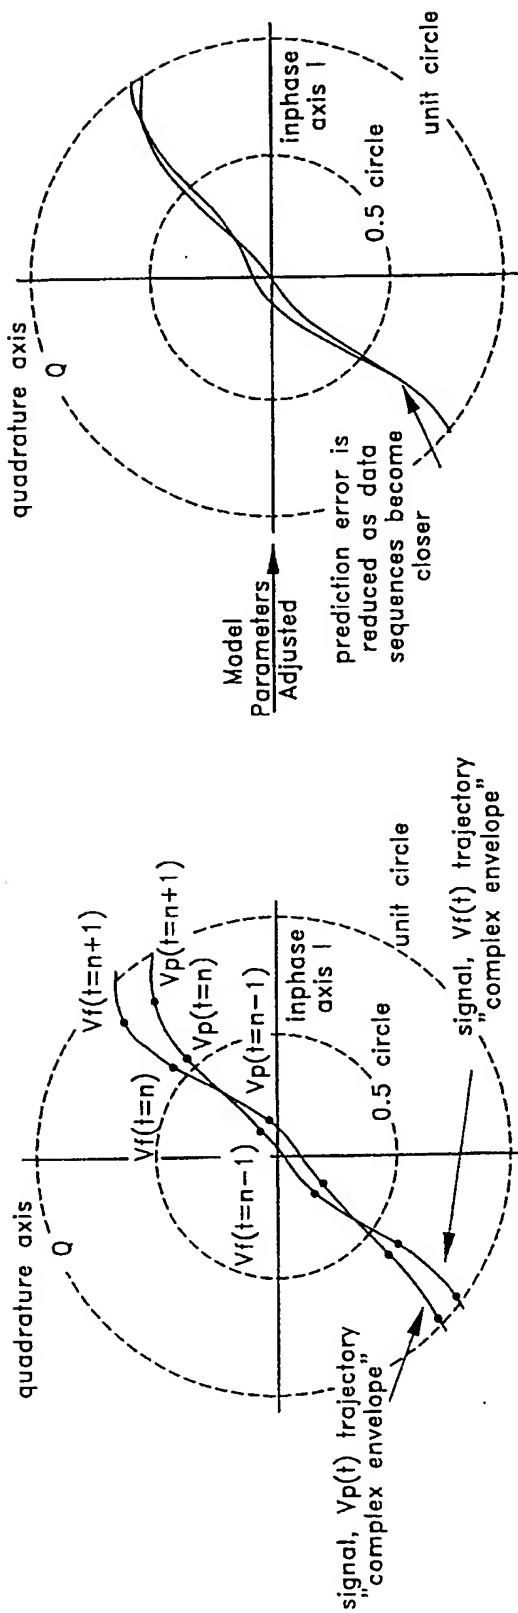 quadrature axis
Q
Vf(t=n+1)
Vp(t=n+1)
Vf(t=n)
Vp(t=n)
Vf(t=n-1)
Vp(t=n-1)
inphase
axis I
0.5 circle
unit circle
signal, Vp(t) trajectory
"complex envelope"
signal, Vf(t) trajectory
"complex envelope"
Model
Parameters
Adjusted
quadrature axis
Q
inphase
axis I
0.5 circle
unit circle
prediction error is
reduced as data
sequences become
closer